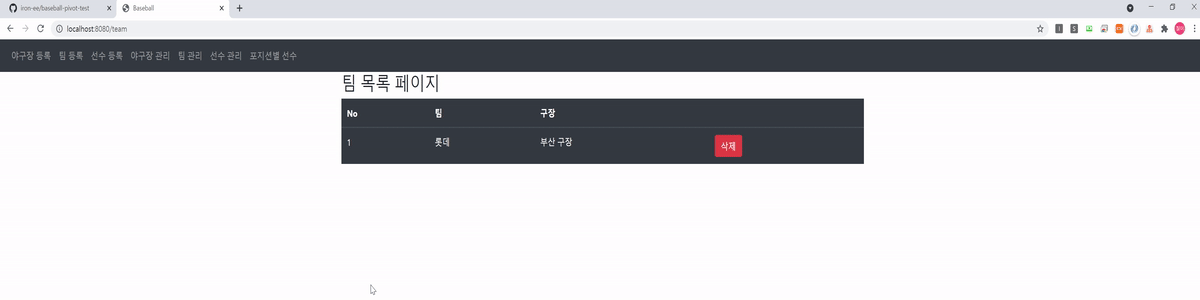 iron-ee/baseball-pivot-test
Baseball
localhost:8080/team
야구장 등록 팀 등록 선수 등록 야구장 관리 팀 관리 선수 관리 포지션별 선수
팀 목록 페이지
No 팀 구장
1 롯데 부산 구장 삭제